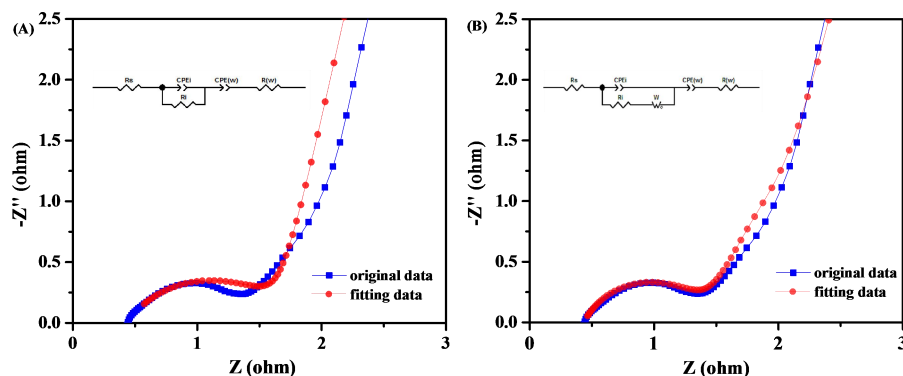 (A)
2.5
2.0
1.5
1.0
0.5
0.0
-Z'' (ohm)
Rs
CPEi
CPE(w)
R(w)
Ri
original data
fitting data
0
1
2
3
Z (ohm)
(B)
2.5
2.0
1.5
1.0
0.5
0.0
-Z'' (ohm)
Rs
CPEi
CPE(w)
R(w)
Ri
W
original data
fitting data
0
1
2
3
Z (ohm)